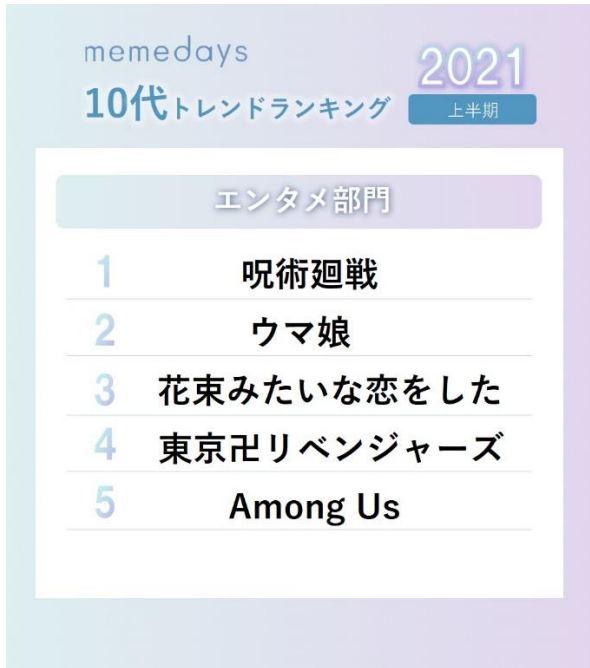 memedays
10代トレンドランキング
2021
上半期
エンタメ部門
1 呪術廻戦
2 ウマ娘
3 花束みたいな恋をした
4 東京卍リベンジャーズ
5 Among Us